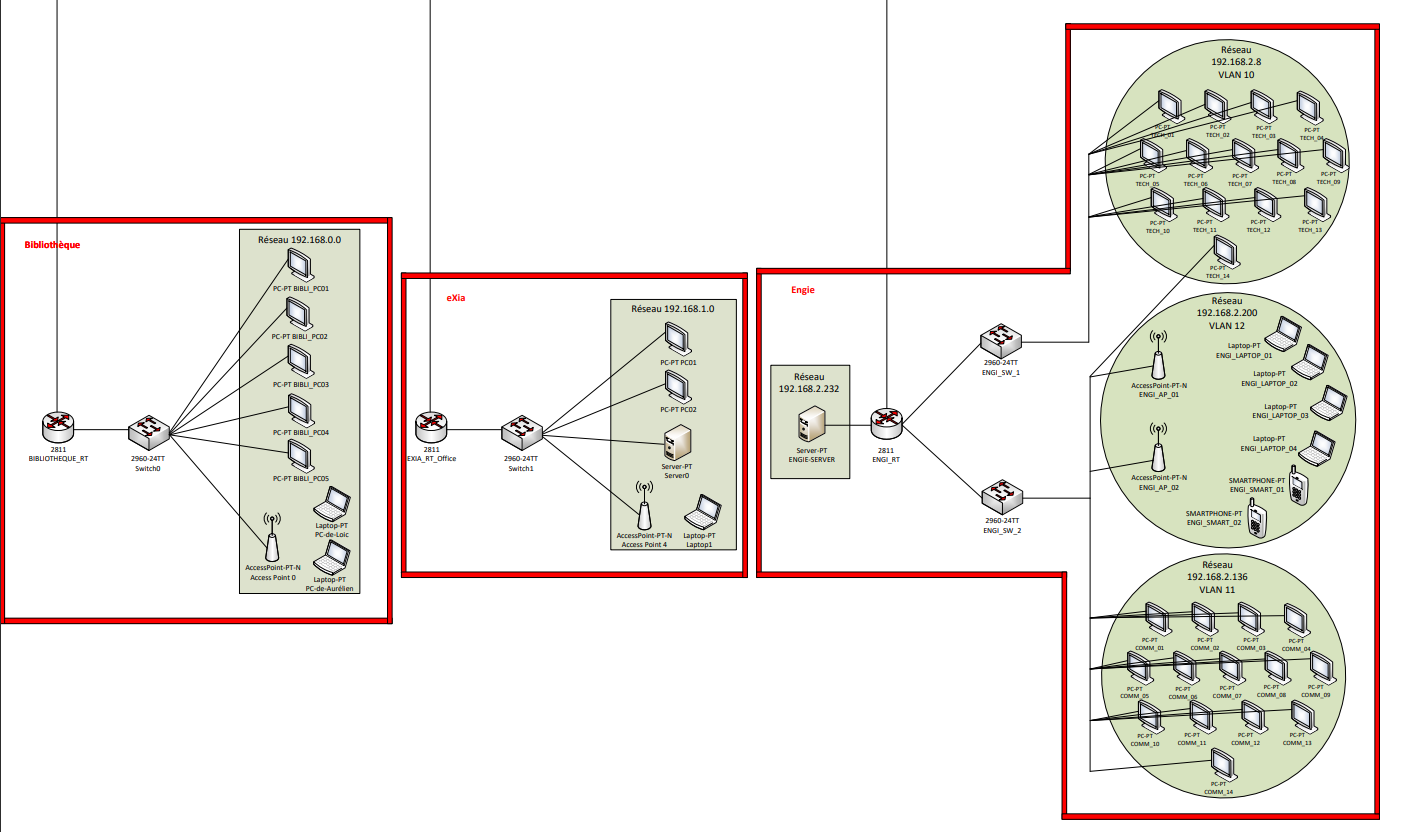 Bibliothèque
Réseau 192.168.0.0
PC-PT BIBLI_PC01
PC-PT BIBLI_PC02
PC-PT BIBLI_PC03
PC-PT BIBLI_PC04
PC-PT BIBLI_PC05
2811
BIBLIOTHEQUE_RT
2960-24TT
Switch0
Laptop-PT
PC-de-Loic
AccessPoint-PT-N
Access Point 0
Laptop-PT
PC-de-Aurélien
eXia
Réseau 192.168.1.0
PC-PT PC01
PC-PT PC02
2811
EXIA_RT_Office
2960-24TT
Switch1
Server-PT
Server0
AccessPoint-PT-N
Access Point 4
Laptop-PT
Laptop1
Engie
Réseau
192.168.2.232
Server-PT
ENGIE-SERVER
2811
ENGI_RT
2960-24TT
ENGI_SW_1
2960-24TT
ENGI_SW_2
Réseau
192.168.2.8
VLAN 10
PC-PT
TECH_01
PC-PT
TECH_02
PC-PT
TECH_03
PC-PT
TECH_04
PC-PT
TECH_05
PC-PT
TECH_06
PC-PT
TECH_07
PC-PT
TECH_08
PC-PT
TECH_09
PC-PT
TECH_10
PC-PT
TECH_11
PC-PT
TECH_12
PC-PT
TECH_13
PC-PT
TECH_14
Réseau
192.168.2.200
VLAN 12
AccessPoint-PT-N
ENGI_AP_01
AccessPoint-PT-N
ENGI_AP_02
Laptop-PT
ENGI_LAPTOP_01
Laptop-PT
ENGI_LAPTOP_02
Laptop-PT
ENGI_LAPTOP_03
Laptop-PT
ENGI_LAPTOP_04
SMARTPHONE-PT
ENGI_SMART_01
SMARTPHONE-PT
ENGI_SMART_02
Réseau
192.168.2.136
VLAN 11
PC-PT
COMM_01
PC-PT
COMM_02
PC-PT
COMM_03
PC-PT
COMM_04
PC-PT
COMM_05
PC-PT
COMM_06
PC-PT
COMM_07
PC-PT
COMM_08
PC-PT
COMM_09
PC-PT
COMM_10
PC-PT
COMM_11
PC-PT
COMM_12
PC-PT
COMM_13
PC-PT
COMM_14